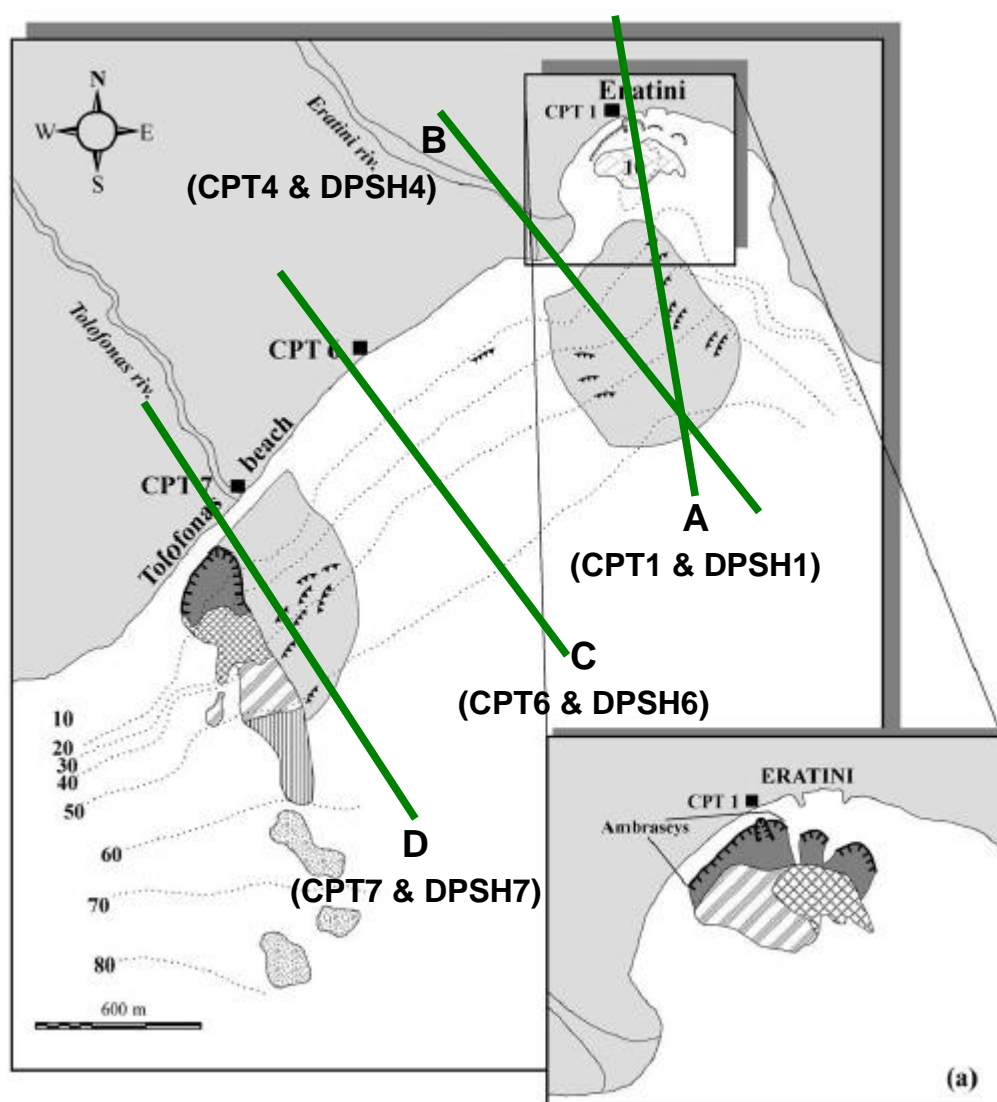 N
W
E
S
Eratini riv.
Eratini
CPT 1
10
B
(CPT4 & DPSH4)
Tolofonas riv.
CPT 6
CPT 7
Tolofonas beach
A
(CPT1 & DPSH1)
C
(CPT6 & DPSH6)
10
20
30
40
50
60
70
80
D
(CPT7 & DPSH7)
600 m
ERATINI
CPT 1
Ambraseys
(a)